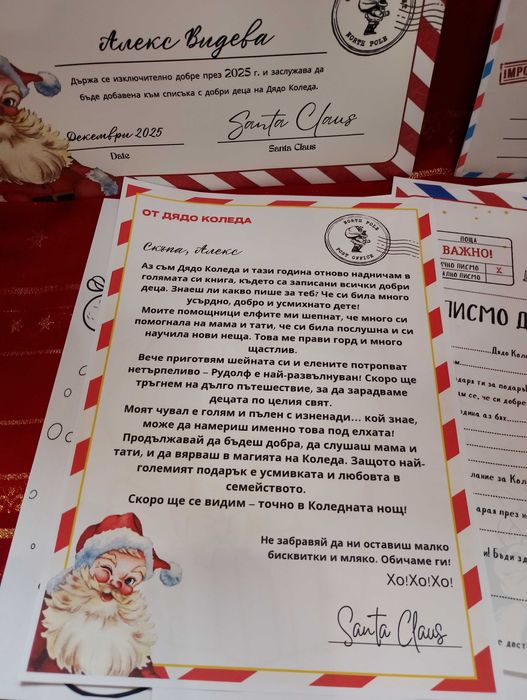 Алекс Видева
Държа се изключително добре през 2025 г. и заслужава да
бъде добавена към списъка с добри деца на Дядо Коледа.
Декември 2025
Date
Santa Claus
Santa Claus
NORTH POLE
ОТ ДЯДО КОЛЕДА
NORTH POLE
POST OFFICE
Скъпа, Алекс
Аз съм Дядо Коледа и тази година отново надничам в
голямата си книга, където са записани всички добри
деца. Знаеш ли какво пише за теб? Че си била много
усърдно, добро и усмихнато дете!
Моите помощници елфите ми шепнат, че много си
помогнала на мама и тати, че си била послушна и си
научила нови неща. Това ме прави горд и много
щастлив.
Вече приготвям шейната си и елените потропват
нетърпеливо – Рудолф е най-развълнуван! Скоро ще
тръгнем на дълго пътешествие, за да зарадваме
децата по целия свят.
Моят чувал е голям и пълен с изненади... кой знае,
може да намериш именно това под елхата!
Продължавай да бъдеш добра, да слушаш мама и
тати, и да вярваш в магията на Коледа. Защото най-
големият подарък е усмивката и любовта в
семейството.
Скоро ще се видим – точно в Коледната нощ!
Не забравяй да ни оставиш малко
бисквитки и мляко. Обичаме ги!
Хо!Хо!Хо!
Santa Claus
ПОЩА
ВАЖНО!
ПИСМО
X
ПИСМО